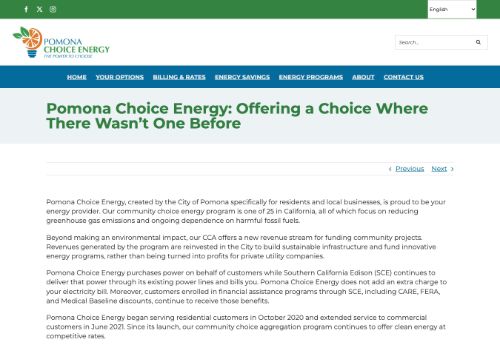 English
POMONA
CHOICE ENERGY
THE POWER TO CHOOSE
Search...
HOME YOUR OPTIONS BILLING & RATES ENERGY SAVINGS ENERGY PROGRAMS ABOUT CONTACT US
Pomona Choice Energy: Offering a Choice Where
There Wasn't One Before
Previous Next
Pomona Choice Energy, created by the City of Pomona specifically for residents and local businesses, is proud to be your
energy provider. Our community choice energy program is one of 25 in California, all of which focus on reducing
greenhouse gas emissions and ongoing dependence on harmful fossil fuels.
Beyond making an environmental impact, our CCA offers a new revenue stream for funding community projects.
Revenues generated by the program are reinvested in the City to build sustainable infrastructure and fund innovative
energy programs, rather than being turned into profits for private utility companies.
Pomona Choice Energy purchases power on behalf of customers while Southern California Edison (SCE) continues to
deliver that power through its existing power lines and bills you. Pomona Choice Energy does not add an extra charge to
your electricity bill. Moreover, customers enrolled in financial assistance programs through SCE, including CARE, FERA,
and Medical Baseline discounts, continue to receive those benefits.
Pomona Choice Energy began serving residential customers in October 2020 and extended service to commercial
customers in June 2021. Since its launch, our community choice aggregation program continues to offer clean energy at
competitive rates.